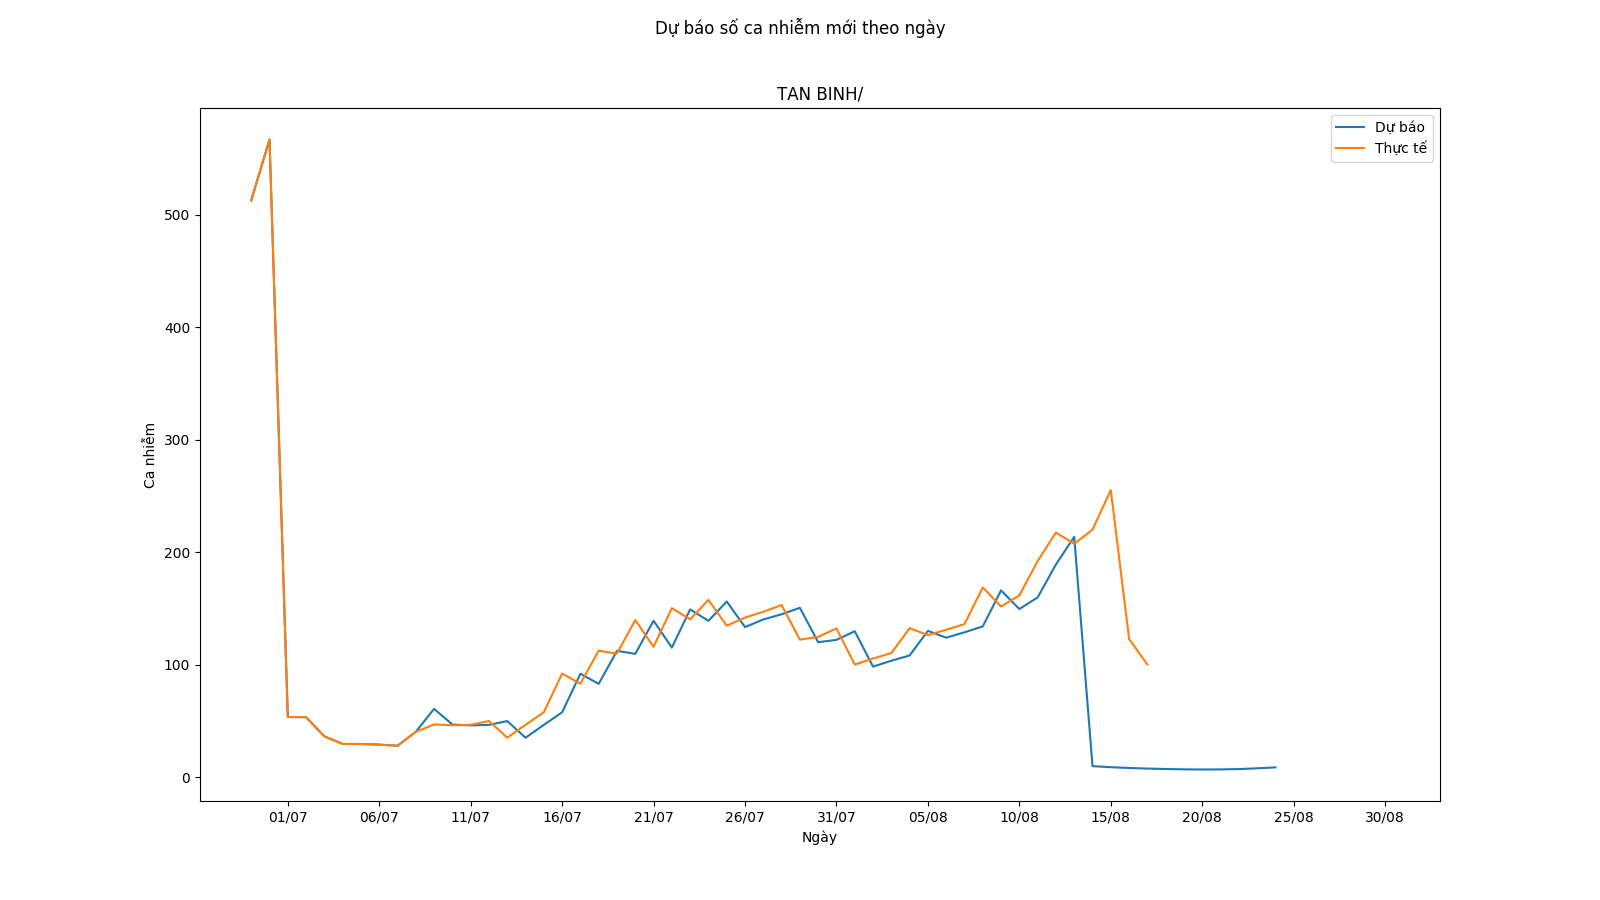 Dự báo số ca nhiễm mới theo ngày
TAN BINH/
Dự báo
Thực tế
Ca nhiễm
500
400
300
200
100
0
01/07 06/07 11/07 16/07 21/07 26/07 31/07 05/08 10/08 15/08 20/08 25/08 30/08
Ngày